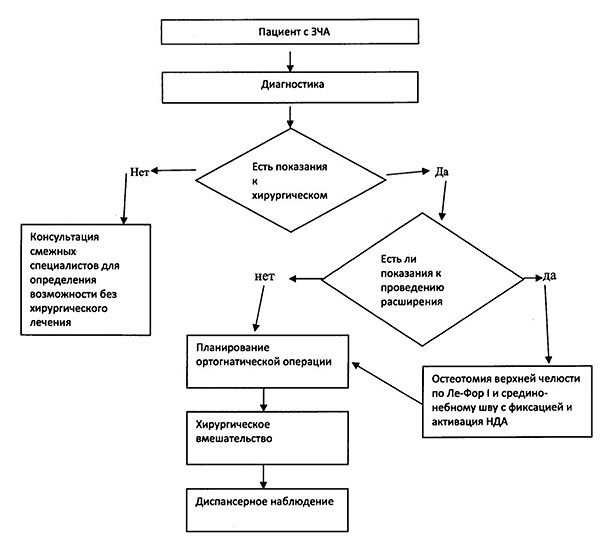 Пациент с ЗЧА
Диагностика
Есть показания
к
хирургическом
Нет
Да
Консультация
смежных
специалистов для
определения
возможности без
хирургического
лечения
Есть ли
показания к
проведению
расширения
нет
да
Планирование
ортогнатической операции
Остеотомия верхней челюсти
по Ле-Фор I и средино-
небному шву с фиксацией и
активация НДА
Хирургическое
вмешательство
Диспансерное наблюдение